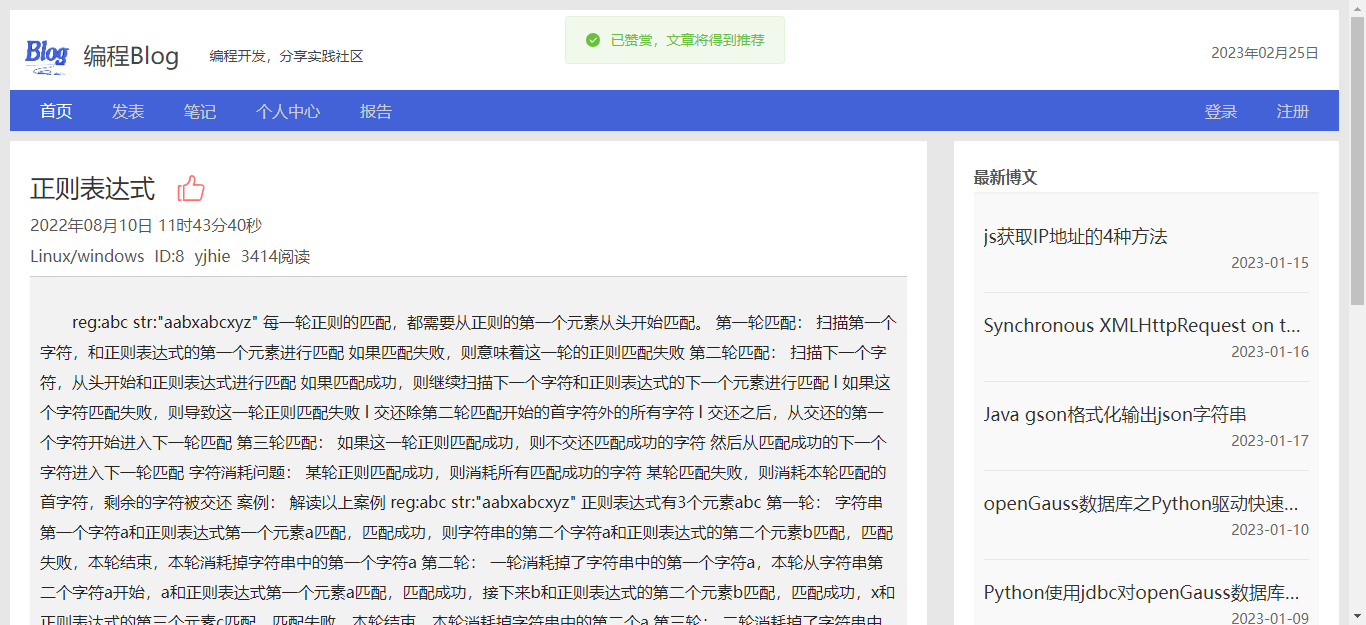 已赞赏，文章将得到推荐
Blog 编程Blog 编程开发，分享实践社区 2023年02月25日
首页 发表 笔记 个人中心 报告 登录 注册
正则表达式
2022年08月10日 11时43分40秒
Linux/windows ID:8 yjhie 3414阅读
reg:abc str:"aabxabcxyz" 每一轮正则的匹配，都需要从正则的第一个元素从头开始匹配。 第一轮匹配： 扫描第一个
字符，和正则表达式的第一个元素进行匹配 如果匹配失败，则意味着这一轮的正则匹配失败 第二轮匹配： 扫描下一个字
符，从头开始和正则表达式进行匹配 如果匹配成功，则继续扫描下一个字符和正则表达式的下一个元素进行匹配 l 如果这
个字符匹配失败，则导致这一轮正则匹配失败 l 交还除第二轮匹配开始的首字符外的所有字符 l 交还之后，从交还的第一
个字符开始进入下一轮匹配 第三轮匹配： 如果这一轮正则匹配成功，则不交还匹配成功的字符 然后从匹配成功的下一个
字符进入下一轮匹配 字符消耗问题： 某轮正则匹配成功，则消耗所有匹配成功的字符 某轮匹配失败，则消耗本轮匹配的
首字符，剩余的字符被交还 案例： 解读以上案例 reg:abc str:"aabxabcxyz" 正则表达式有3个元素abc 第一轮： 字符串
第一个字符a和正则表达式第一个元素a匹配，匹配成功，则字符串的第二个字符a和正则表达式的第二个元素b匹配，匹配
失败，本轮结束，本轮消耗掉字符串中的第一个字符a 第二轮： 一轮消耗掉了字符串中的第一个字符a，本轮从字符串第
二个字符a开始，a和正则表达式第一个元素a匹配，匹配成功，接下来b和正则表达式的第二个元素b匹配，匹配成功，x和
正则表达式的第三个元素c匹配，匹配失败，本轮结束，本轮消耗掉字符串中的第二个a 第三轮： 二轮消耗掉了字符串中
最新博文
js获取IP地址的4种方法
2023-01-15
Synchronous XMLHttpRequest on t...
2023-01-16
Java gson格式化输出json字符串
2023-01-17
openGauss数据库之Python驱动快速...
2023-01-10
Python使用jdbc对openGauss数据库...
2023-01-09